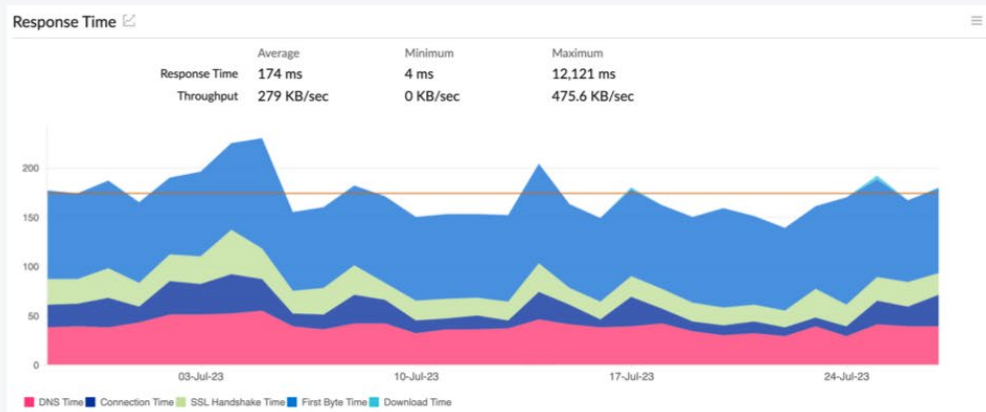 Response Time
Average Minimum Maximum
Response Time 174 ms 4 ms 12,121 ms
Throughput 279 KB/sec 0 KB/sec 475.6 KB/sec
200
150
100
50
0
03-Jul-23 10-Jul-23 17-Jul-23 24-Jul-23
DNS Time Connection Time SSL Handshake Time First Byte Time Download Time